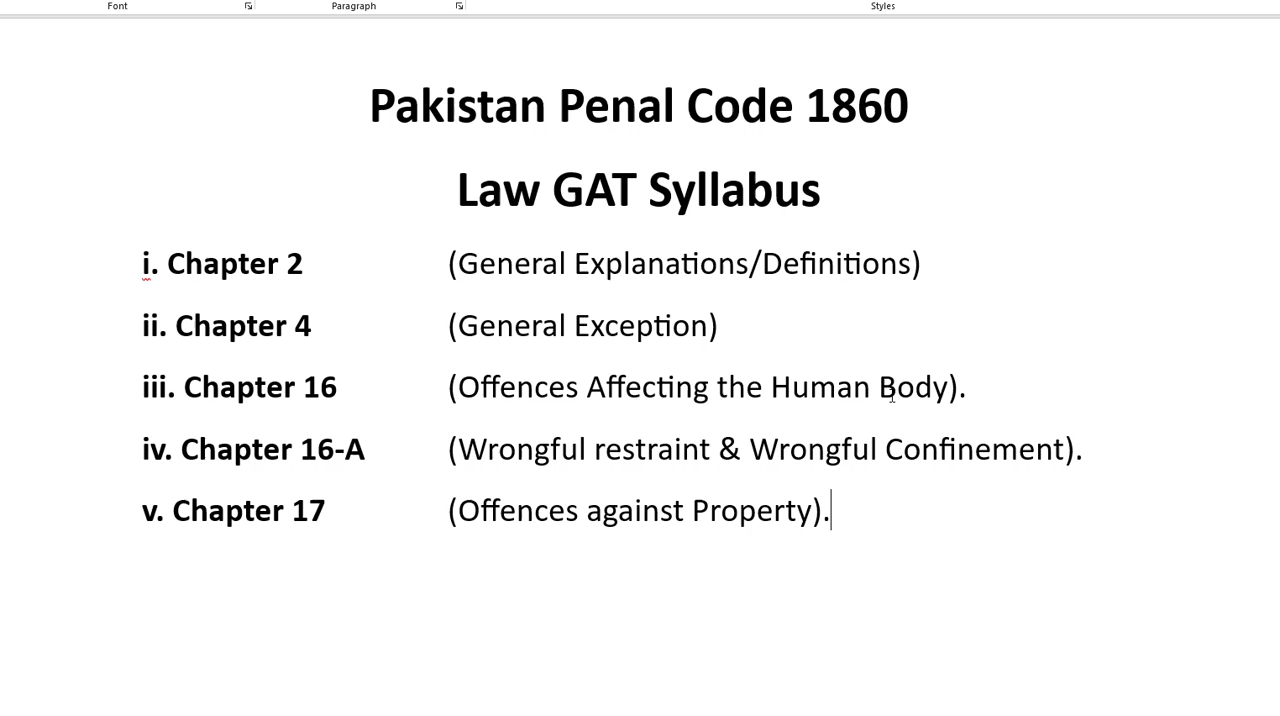 Font Paragraph Styles
Pakistan Penal Code 1860
Law GAT Syllabus
i. Chapter 2 (General Explanations/Definitions)
ii. Chapter 4 (General Exception)
iii. Chapter 16 (Offences Affecting the Human Body).
iv. Chapter 16-A (Wrongful restraint & Wrongful Confinement).
v. Chapter 17 (Offences against Property).